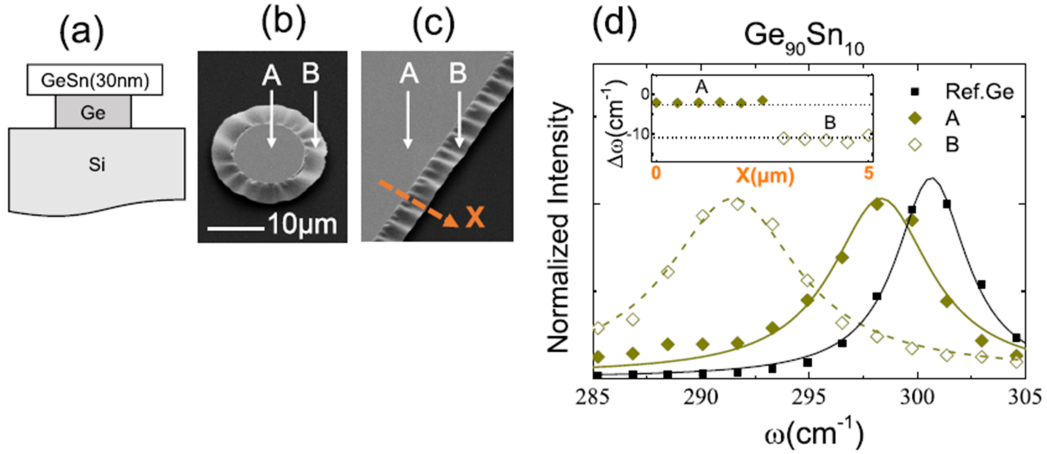 (a)
GeSn(30nm)
Ge
Si
(b)
A B
10μm
(c)
A B
X
(d)
Ge90Sn10
Normalized Intensity
Δω(cm-1)
0
-10
A
B
0 X(μm) 5
Ref.Ge
A
B
285 290 295 300 305
ω(cm-1)